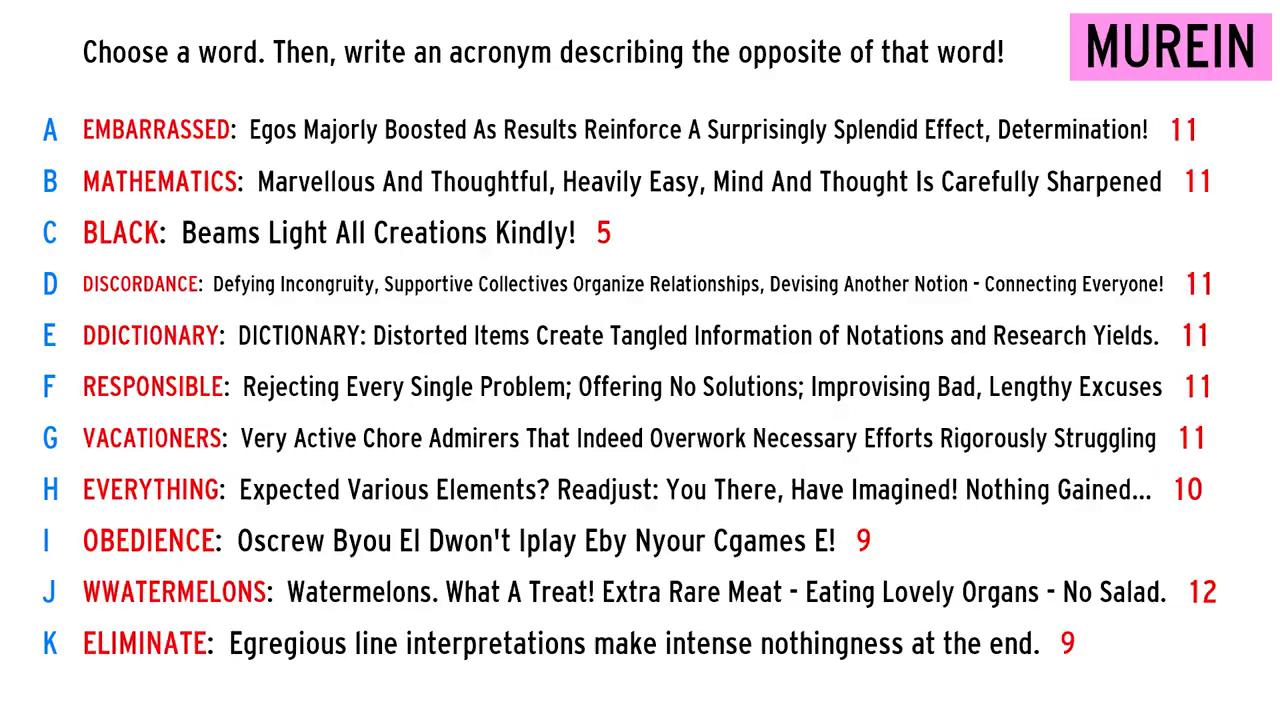 Choose a word. Then, write an acronym describing the opposite of that word!
MUREIN
A EMBARRASSED: Egos Majorly Boosted As Results Reinforce A Surprisingly Splendid Effect, Determination! 11
B MATHEMATICS: Marvellous And Thoughtful, Heavily Easy, Mind And Thought Is Carefully Sharpened 11
C BLACK: Beams Light All Creations Kindly! 5
D DISCORDANCE: Defying Incongruity, Supportive Collectives Organize Relationships, Devising Another Notion - Connecting Everyone! 11
E DDICTIONARY: DICTIONARY: Distorted Items Create Tangled Information of Notations and Research Yields. 11
F RESPONSIBLE: Rejecting Every Single Problem; Offering No Solutions; Improvising Bad, Lengthy Excuses 11
G VACATIONERS: Very Active Chore Admirers That Indeed Overwork Necessary Efforts Rigorously Struggling 11
H EVERYTHING: Expected Various Elements? Readjust: You There, Have Imagined! Nothing Gained... 10
I OBEDIENCE: Oscrew Byou EI Dwon't Iplay Eby Nyour Cgames E! 9
J WWATERMELONS: Watermelons. What A Treat! Extra Rare Meat - Eating Lovely Organs - No Salad. 12
K ELIMINATE: Egregious line interpretations make intense nothingness at the end. 9